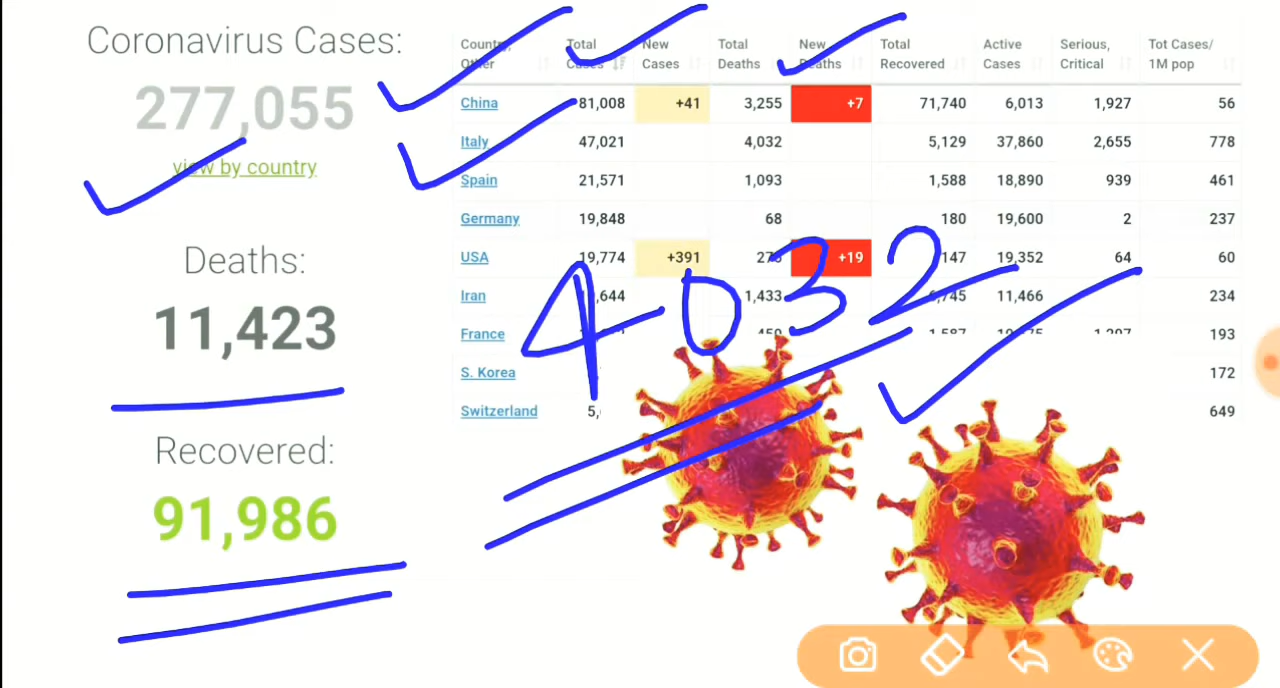 Coronavirus Cases:
277,055
view by country
Deaths:
11,423
Recovered:
91,986
Country, Other Total Cases New Cases Total Deaths New Deaths Total Recovered Active Cases Serious, Critical Tot Cases/ 1M pop
China 81,008 +41 3,255 +7 71,740 6,013 1,927 56
Italy 47,021 4,032 5,129 37,860 2,655 778
Spain 21,571 1,093 1,588 18,890 939 461
Germany 19,848 68 180 19,600 2 237
USA 19,774 +391 +19 147 19,352 64 60
Iran 1,433 11,466 234
France 193
S. Korea 172
Switzerland 649
4032